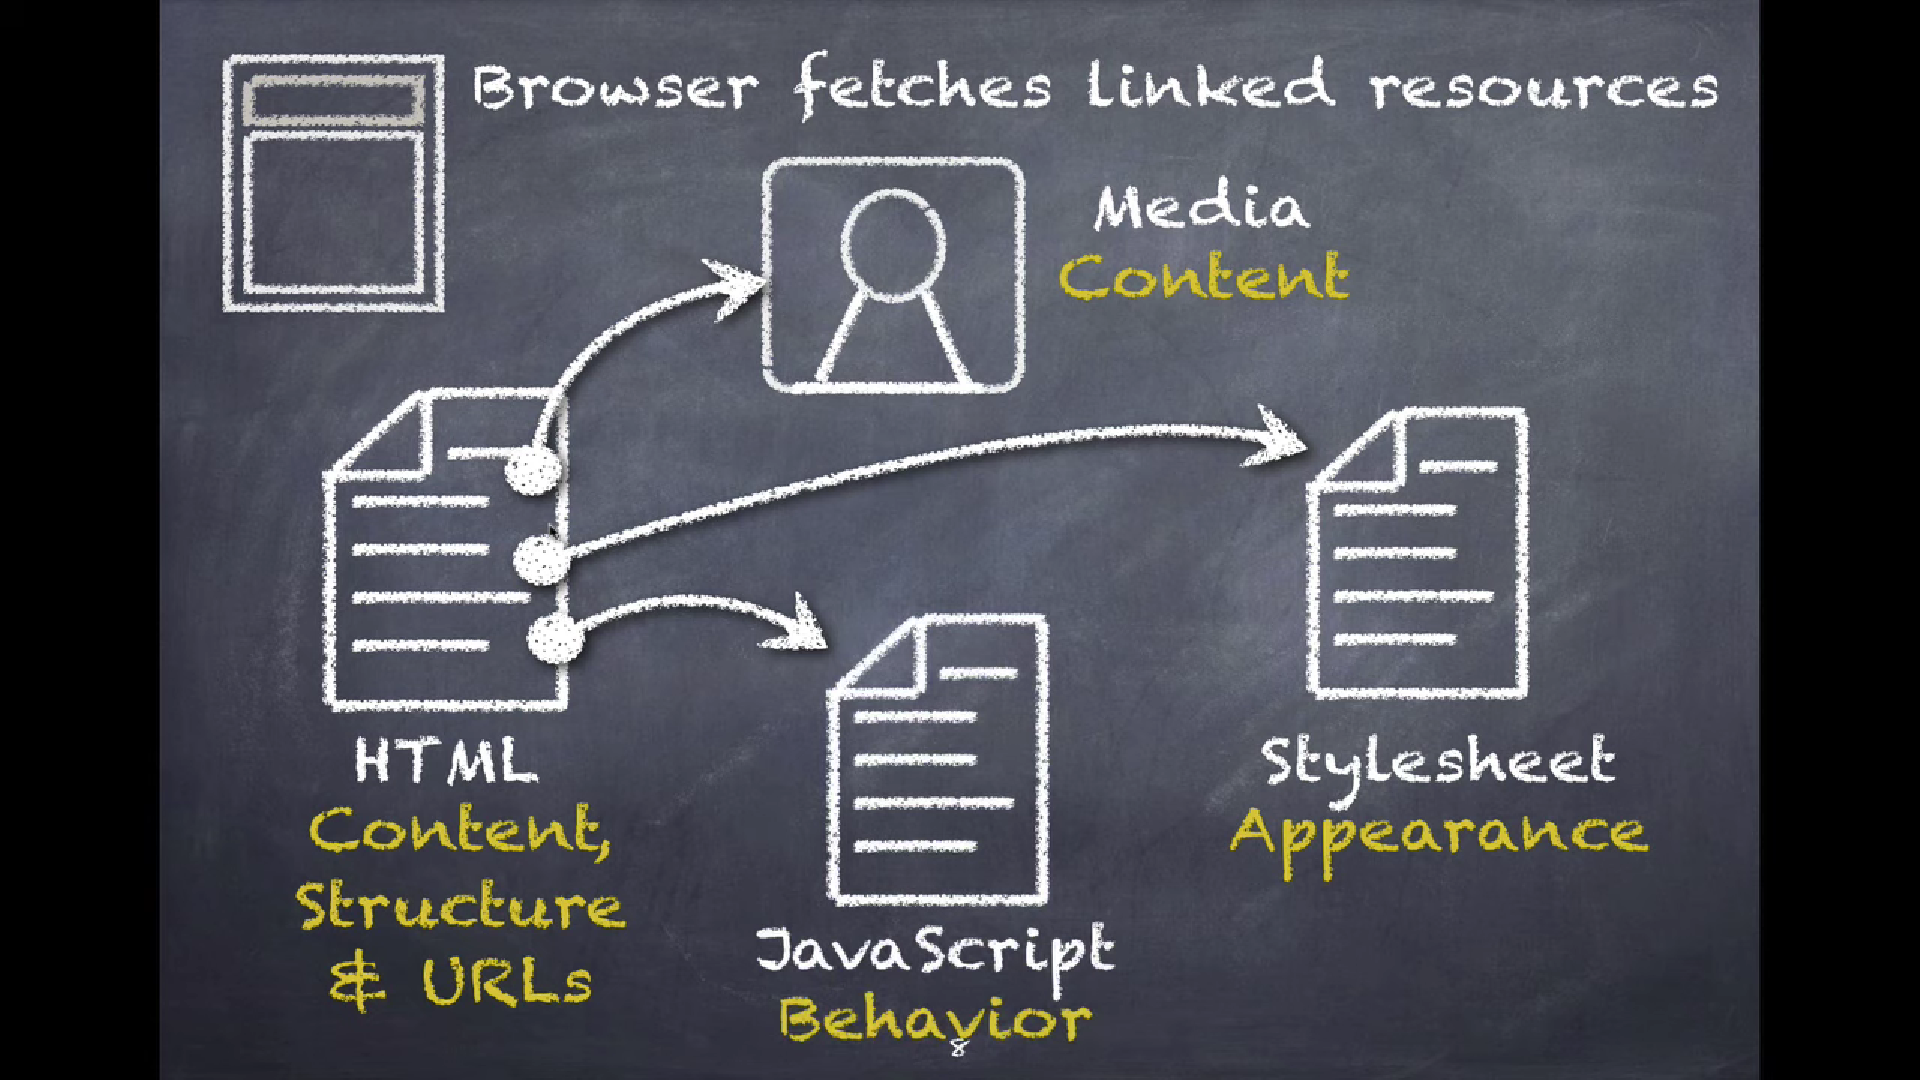 Browser fetches linked resources
Media
Content
HTML
Content,
Structure
& URLs
JavaScript
Behavior
Stylesheet
Appearance
8